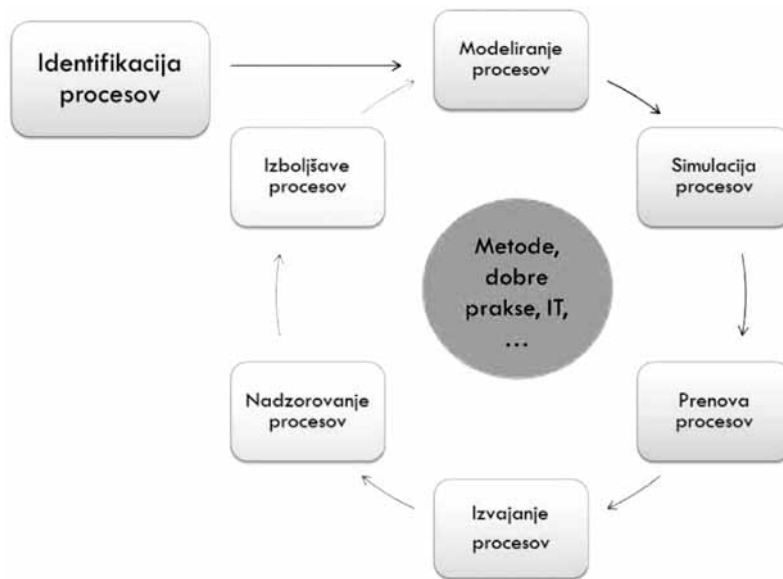 Identifikacija
procesov
Modeliranje
procesov
Simulacija
procesov
Prenova
procesov
Izvajanje
procesov
Nadzorovanje
procesov
Izboljšave
procesov
Metode,
dobre
prakse, IT,
...